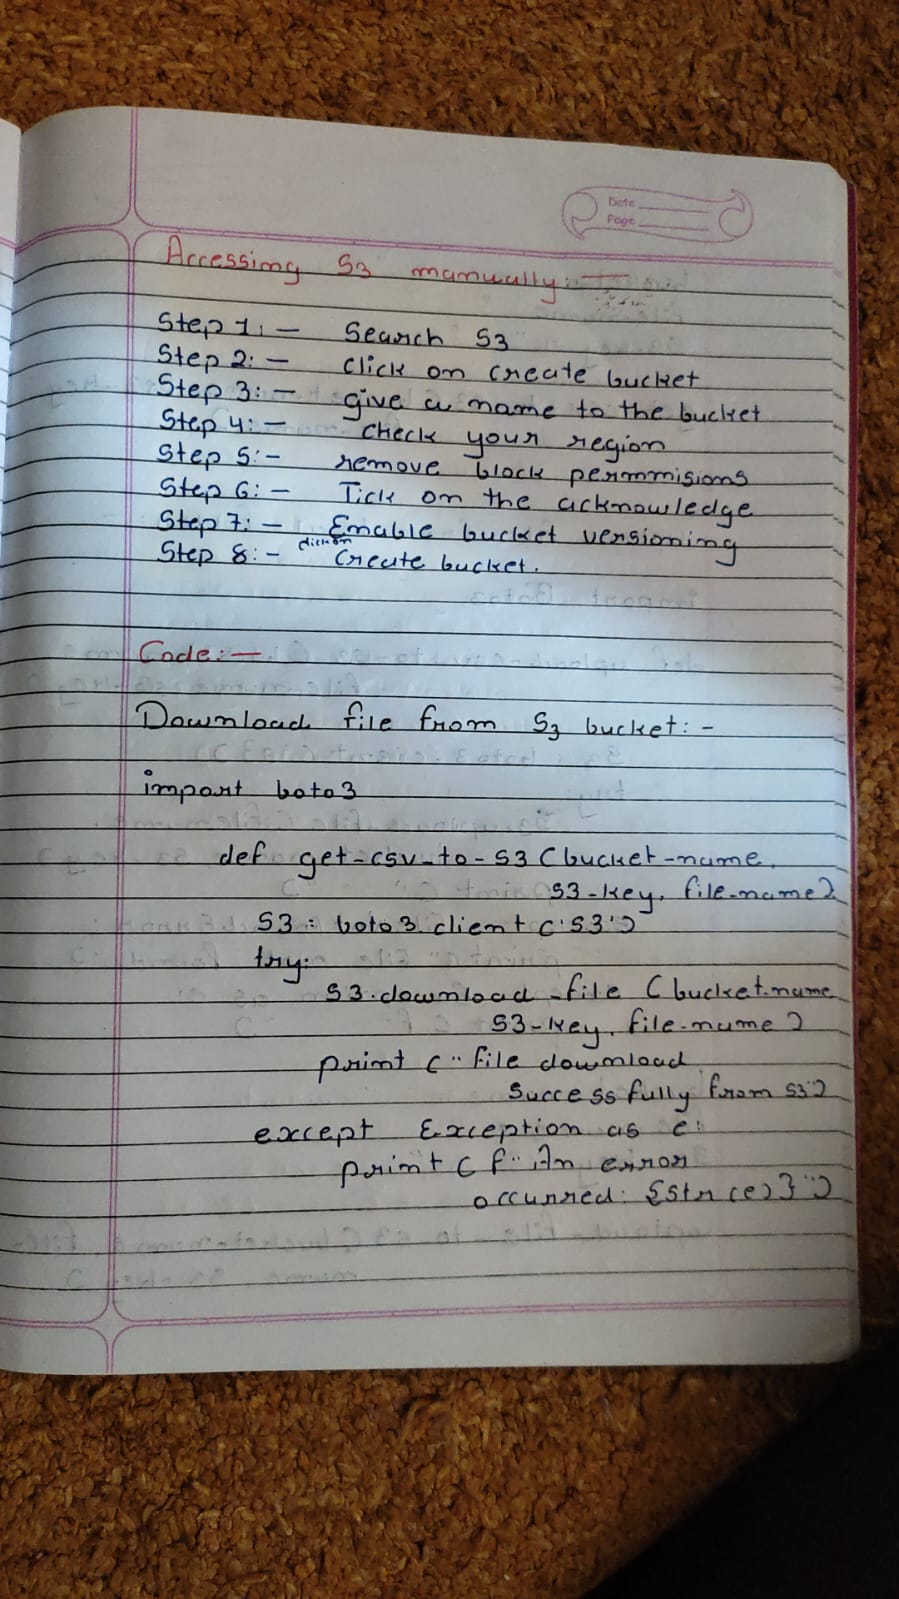 Date
Page
Accessing S3 manually:—
Step 1:— Search S3
Step 2:— click on create bucket
Step 3:— give a name to the bucket
Step 4:— check your region
Step 5:- remove block permmisions
Step 6:— Tick on the acknowledge
Step 7:— Enable bucket versioning
Step 8:- click on Create bucket.
Code:—
Download file from S3 bucket:-
import boto3
def get-csv-to-S3 (bucket-name,
S3-key, file-name)
S3 = boto3.client ('S3')
try:
S3.download-file (bucket-name
S3-key, file-name)
print ("file download
Successfully from S3)
except Exception as e:
print (f"An error
occurred: {str(e)}")